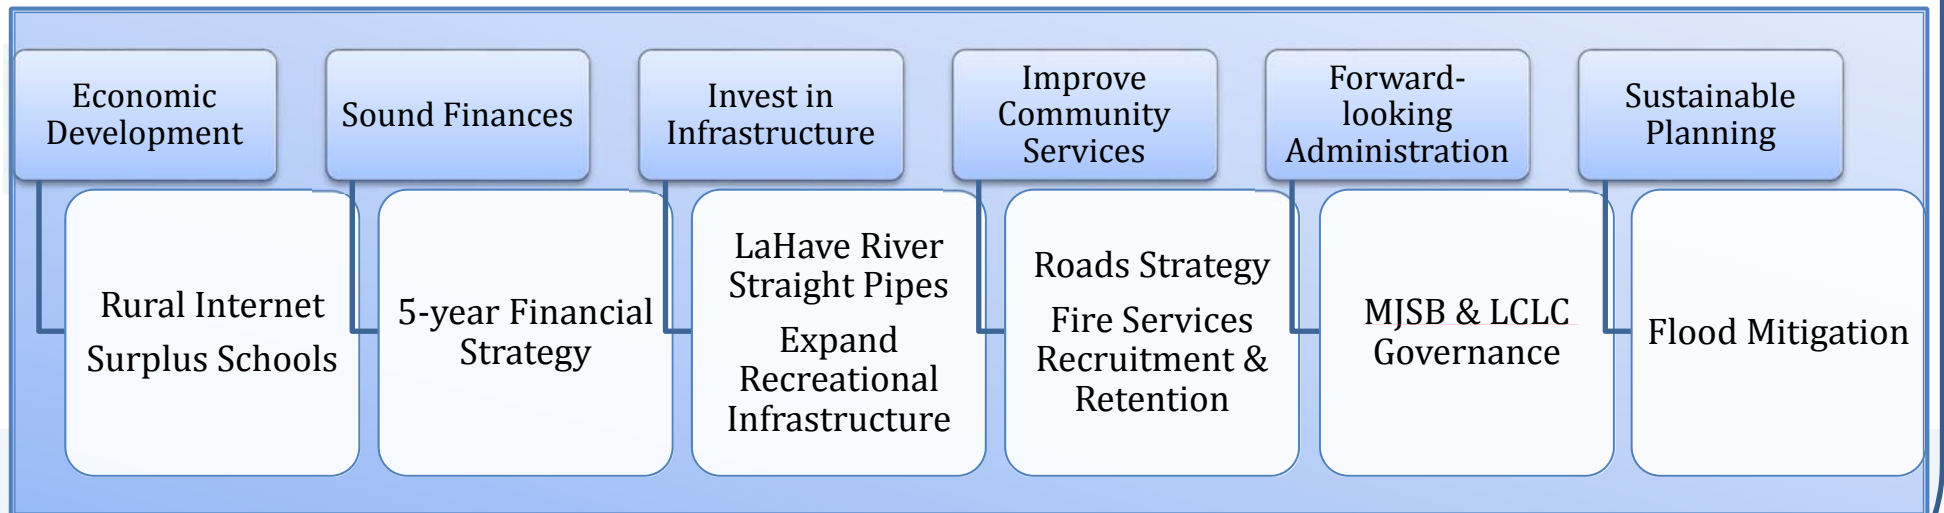 Economic
Development
Rural Internet
Surplus Schools
Sound Finances
5-year Financial
Strategy
Invest in
Infrastructure
LaHave River
Straight Pipes
Expand
Recreational
Infrastructure
Improve
Community
Services
Roads Strategy
Fire Services
Recruitment &
Retention
Forward-
looking
Administration
MJSB & LCLC
Governance
Sustainable
Planning
Flood Mitigation